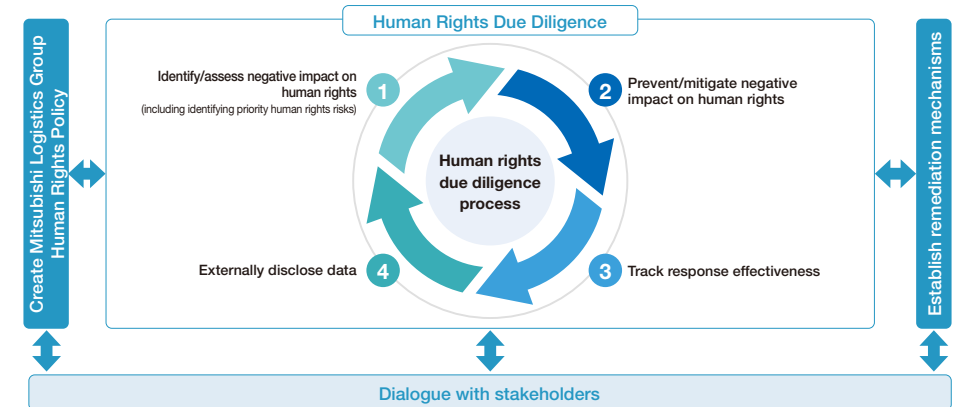 Human Rights Due Diligence
Create Mitsubishi Logistics Group
Human Rights Policy
Identify/assess negative impact on
human rights
(including identifying priority human rights risks)
1
2
Prevent/mitigate negative
impact on human rights
Human rights
due diligence
process
Externally disclose data
4
3
Track response effectiveness
Establish remediation mechanisms
Dialogue with stakeholders